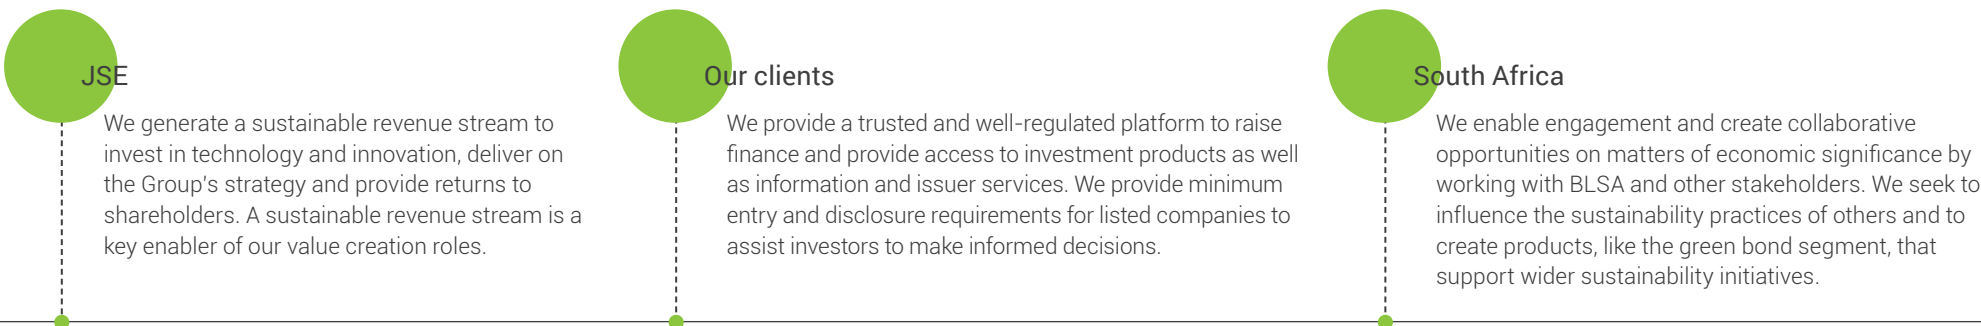 JSE
We generate a sustainable revenue stream to
invest in technology and innovation, deliver on
the Group's strategy and provide returns to
shareholders. A sustainable revenue stream is a
key enabler of our value creation roles.
Our clients
We provide a trusted and well-regulated platform to raise
finance and provide access to investment products as well
as information and issuer services. We provide minimum
entry and disclosure requirements for listed companies to
assist investors to make informed decisions.
South Africa
We enable engagement and create collaborative
opportunities on matters of economic significance by
working with BLSA and other stakeholders. We seek to
influence the sustainability practices of others and to
create products, like the green bond segment, that
support wider sustainability initiatives.